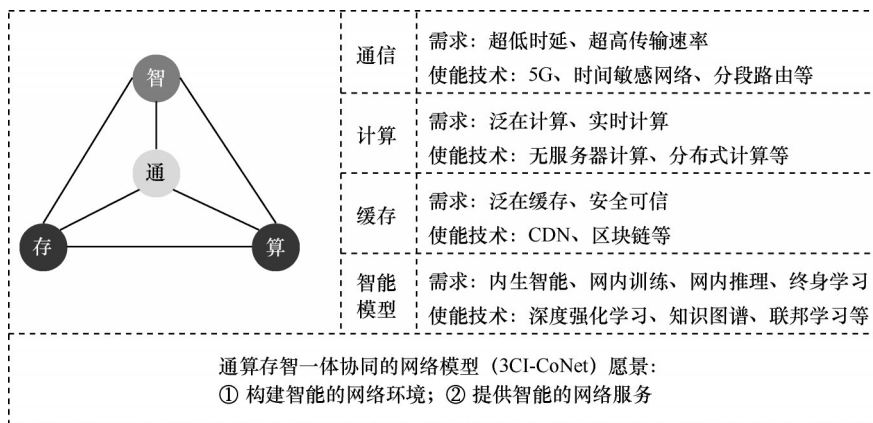 智
通
存
算
通信
需求：超低时延、超高传输速率
使能技术：5G、时间敏感网络、分段路由等
计算
需求：泛在计算、实时计算
使能技术：无服务器计算、分布式计算等
缓存
需求：泛在缓存、安全可信
使能技术：CDN、区块链等
智能
模型
需求：内生智能、网内训练、网内推理、终身学习
使能技术：深度强化学习、知识图谱、联邦学习等
通算存智一体协同的网络模型（3CI-CoNet）愿景：
① 构建智能的网络环境；② 提供智能的网络服务